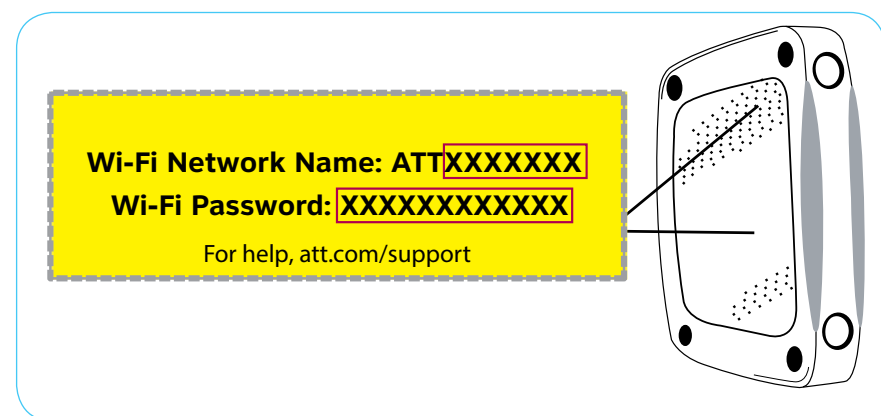 Wi-Fi Network Name: ATTXXXXXXX
Wi-Fi Password: XXXXXXXXXXXX
For help, att.com/support